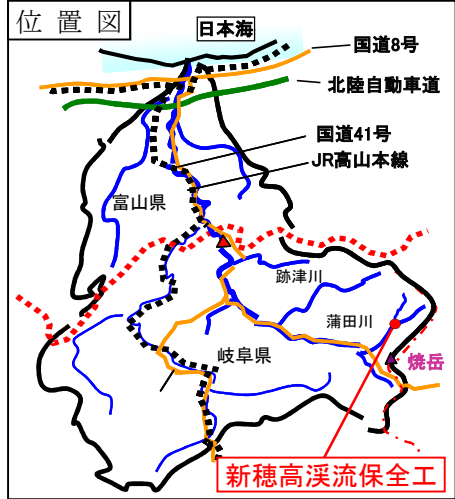 位置図
日本海
国道8号
北陸自動車道
国道41号
JR高山本線
富山県
跡津川
蒲田川
焼岳
岐阜県
新穂高渓流保全工